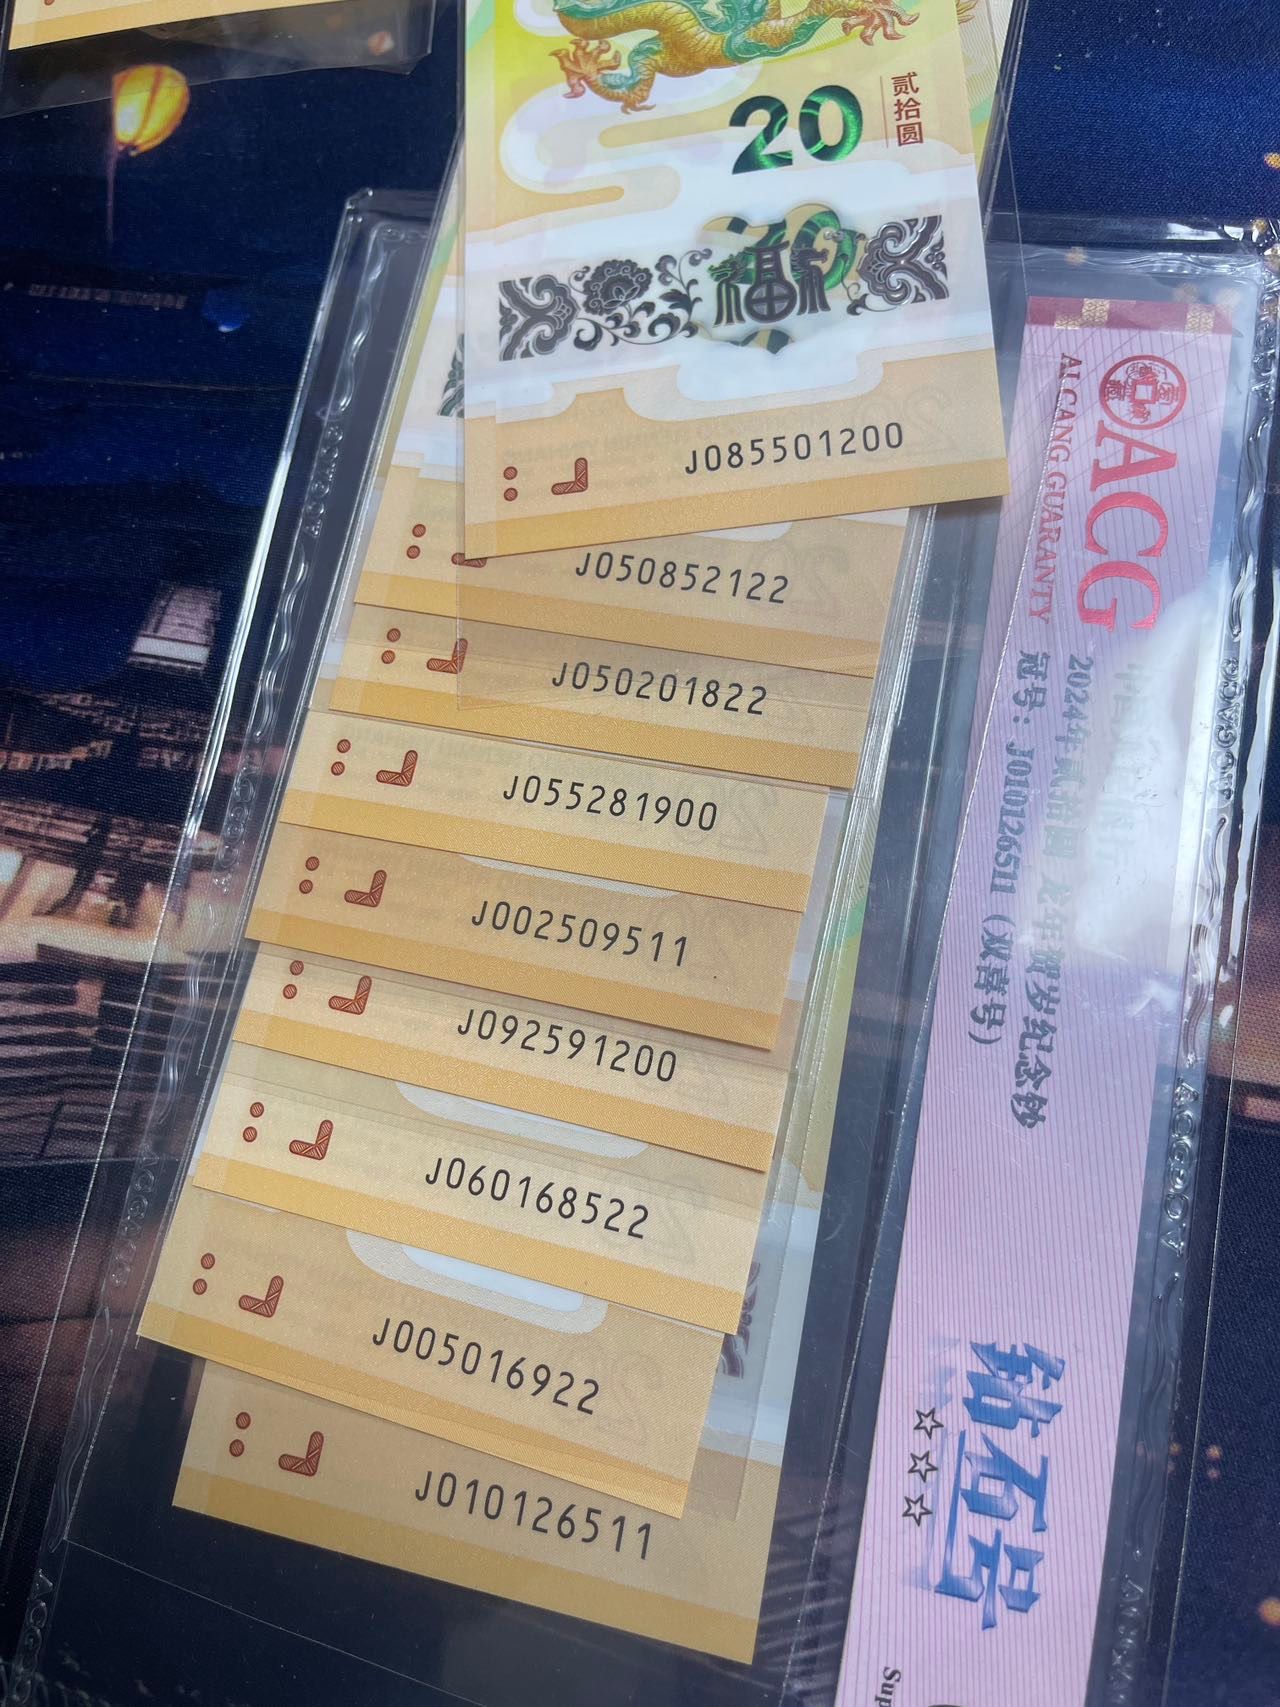 20
贰拾圆
福
J085501200
J050852122
J050201822
J055281900
J002509511
J092591200
J060168522
J005016922
J010126511
ACG
AI CANG GUARANTY
2024年贰拾圆 龙年贺岁纪念钞
冠号：J010126511（双喜号）
钻石号
☆☆☆
Sup